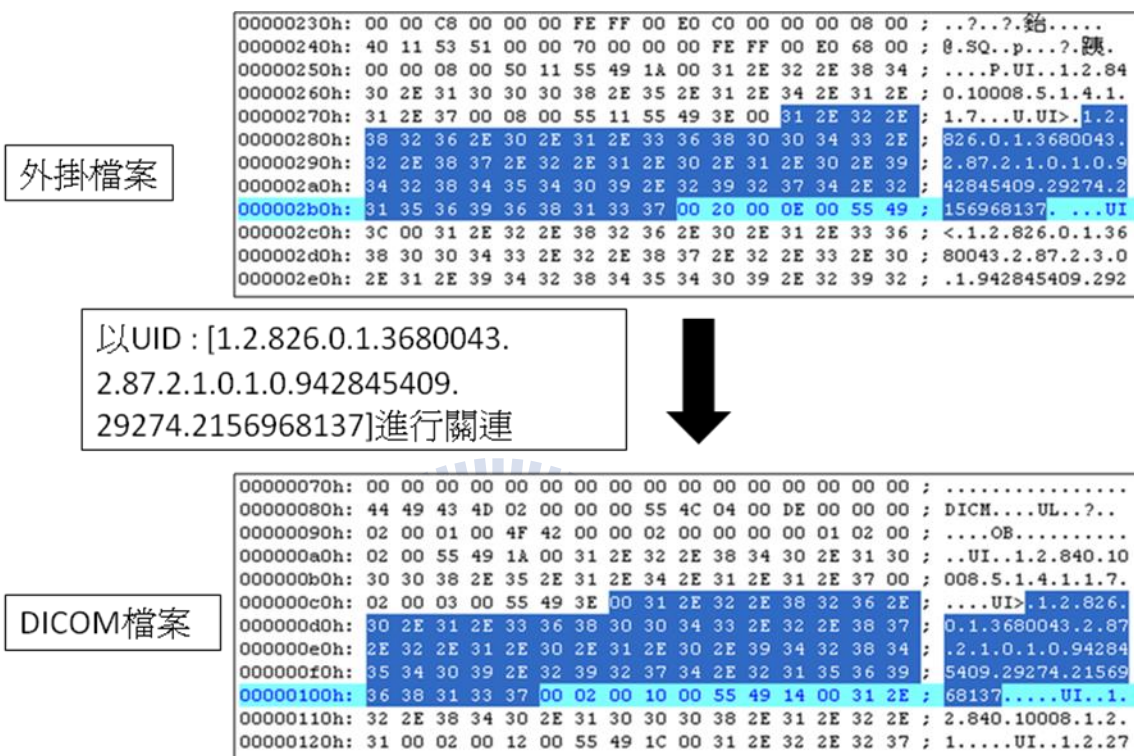 00000230h: 00 00 C8 00 00 00 FE FF 00 E0 C0 00 00 00 08 00 ; ..?..?.鈶.....
00000240h: 40 11 53 51 00 00 70 00 00 00 FE FF 00 E0 68 00 ; @.SQ..p...?.蹞.
00000250h: 00 00 08 00 50 11 55 49 1A 00 31 2E 32 2E 38 34 ; ....P.UI..1.2.84
00000260h: 30 2E 31 30 30 30 38 2E 35 2E 31 2E 34 2E 31 2E ; 0.10008.5.1.4.1.
00000270h: 31 2E 37 00 08 00 55 11 55 49 3E 00 31 2E 32 2E ; 1.7...U.UI>.1.2.
外掛檔案
00000280h: 38 32 36 2E 30 2E 31 2E 33 36 38 30 30 34 33 2E ; 826.0.1.3680043.
00000290h: 32 2E 38 37 2E 32 2E 31 2E 30 2E 31 2E 30 2E 39 ; 2.87.2.1.0.1.0.9
000002a0h: 34 32 38 34 35 34 30 39 2E 32 39 32 37 34 2E 32 ; 42845409.29274.2
000002b0h: 31 35 36 39 36 38 31 33 37 00 20 00 0E 00 55 49 ; 156968137. ...UI
000002c0h: 3C 00 31 2E 32 2E 38 32 36 2E 30 2E 31 2E 33 36 ; <.1.2.826.0.1.36
000002d0h: 38 30 30 34 33 2E 32 2E 38 37 2E 32 2E 33 2E 30 ; 80043.2.87.2.3.0
000002e0h: 2E 31 2E 39 34 32 38 34 35 34 30 39 2E 32 39 32 ; .1.942845409.292
以UID : [1.2.826.0.1.3680043.
2.87.2.1.0.1.0.942845409.
29274.2156968137]進行關連
00000070h: 00 00 00 00 00 00 00 00 00 00 00 00 00 00 00 00 ; ................
00000080h: 44 49 43 4D 02 00 00 00 55 4C 04 00 DE 00 00 00 ; DICM....UL..?..
00000090h: 02 00 01 00 4F 42 00 00 02 00 00 00 00 01 02 00 ; ....OB..........
000000a0h: 02 00 55 49 1A 00 31 2E 32 2E 38 34 30 2E 31 30 ; ..UI..1.2.840.10
000000b0h: 30 30 38 2E 35 2E 31 2E 34 2E 31 2E 31 2E 37 00 ; 008.5.1.4.1.1.7.
000000c0h: 02 00 03 00 55 49 3E 00 31 2E 32 2E 38 32 36 2E ; ....UI>.1.2.826.
DICOM檔案
000000d0h: 30 2E 31 2E 33 36 38 30 30 34 33 2E 32 2E 38 37 ; 0.1.3680043.2.87
000000e0h: 2E 32 2E 31 2E 30 2E 31 2E 30 2E 39 34 32 38 34 ; .2.1.0.1.0.94284
000000f0h: 35 34 30 39 2E 32 39 32 37 34 2E 32 31 35 36 39 ; 5409.29274.21569
00000100h: 36 38 31 33 37 00 02 00 10 00 55 49 14 00 31 2E ; 68137.....UI..1.
00000110h: 32 2E 38 34 30 2E 31 30 30 30 38 2E 31 2E 32 2E ; 2.840.10008.1.2.
00000120h: 31 00 02 00 12 00 55 49 1C 00 31 2E 32 2E 32 37 ; 1.....UI..1.2.27